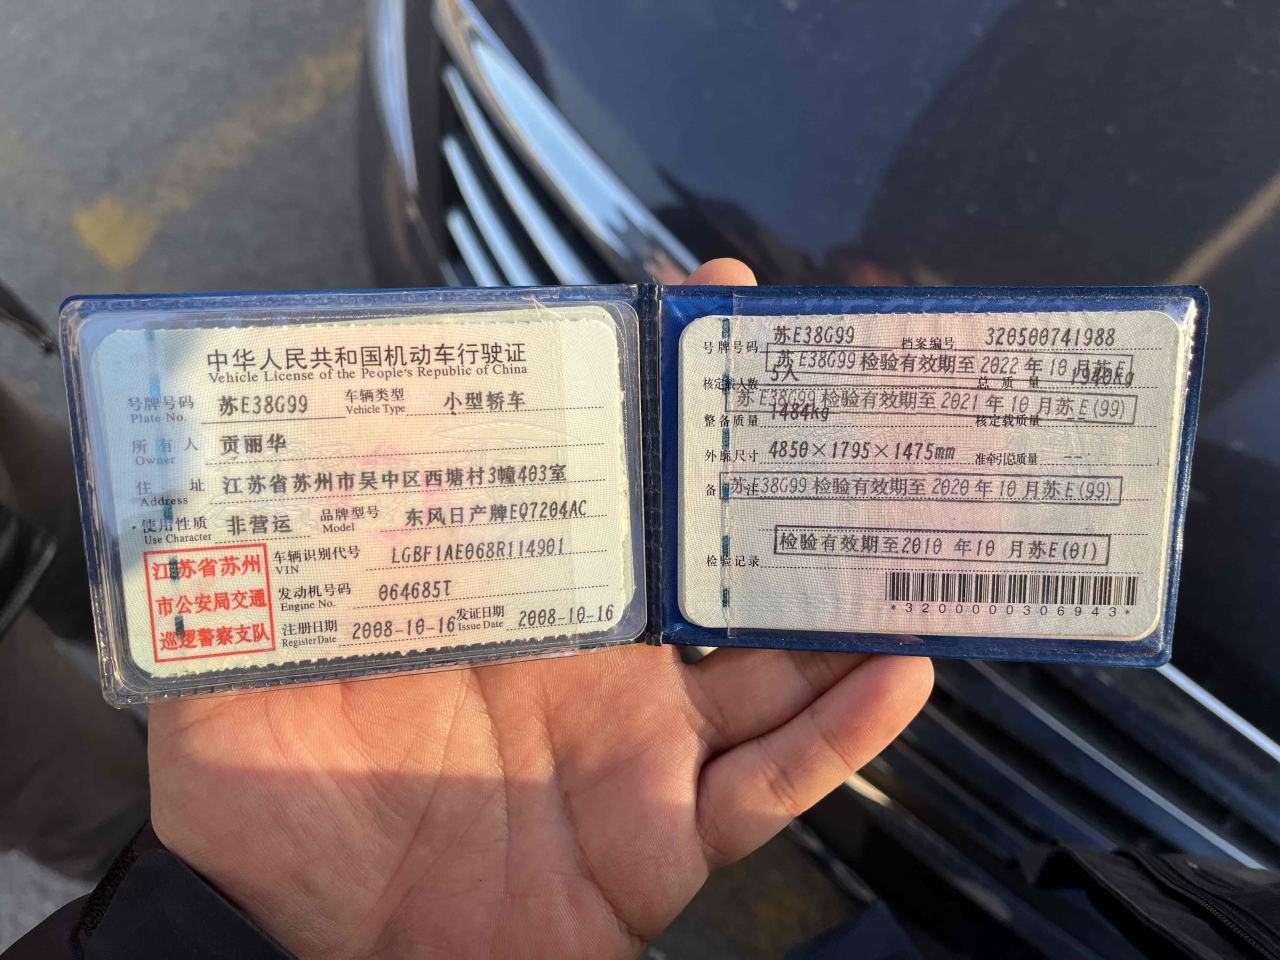 中华人民共和国机动车行驶证
Vehicle License of the People's Republic of China
号牌号码 苏E38G99 车辆类型 小型轿车
Plate No. Vehicle Type
所有人 贡丽华
Owner
住址 江苏省苏州市吴中区西塘村3幢403室
Address
使用性质 非营运 品牌型号 东风日产牌EQ7204AC
Use Character Model
江苏省苏州
市公安局交通
巡逻警察支队
车辆识别代号 LGBF1AE068R114901
VIN
发动机号码 064685T
Engine No.
注册日期 2008-10-16 发证日期 2008-10-16
Register Date Issue Date
号牌号码 苏E38G99 档案编号 320500741988
苏E38G99 检验有效期至 2022 年 10 月苏E
核定载人数 5人 总质量 1940kg
苏E38G99 检验有效期至 2021 年 10 月苏E(99)
整备质量 1484kg 核定载质量 --
外廓尺寸 4850×1795×1475mm 准牵引总质量 --
备注 苏E38G99 检验有效期至 2020 年 10 月苏E(99)
检验有效期至2010 年10 月苏E(01)
检验记录
*3200000306943*